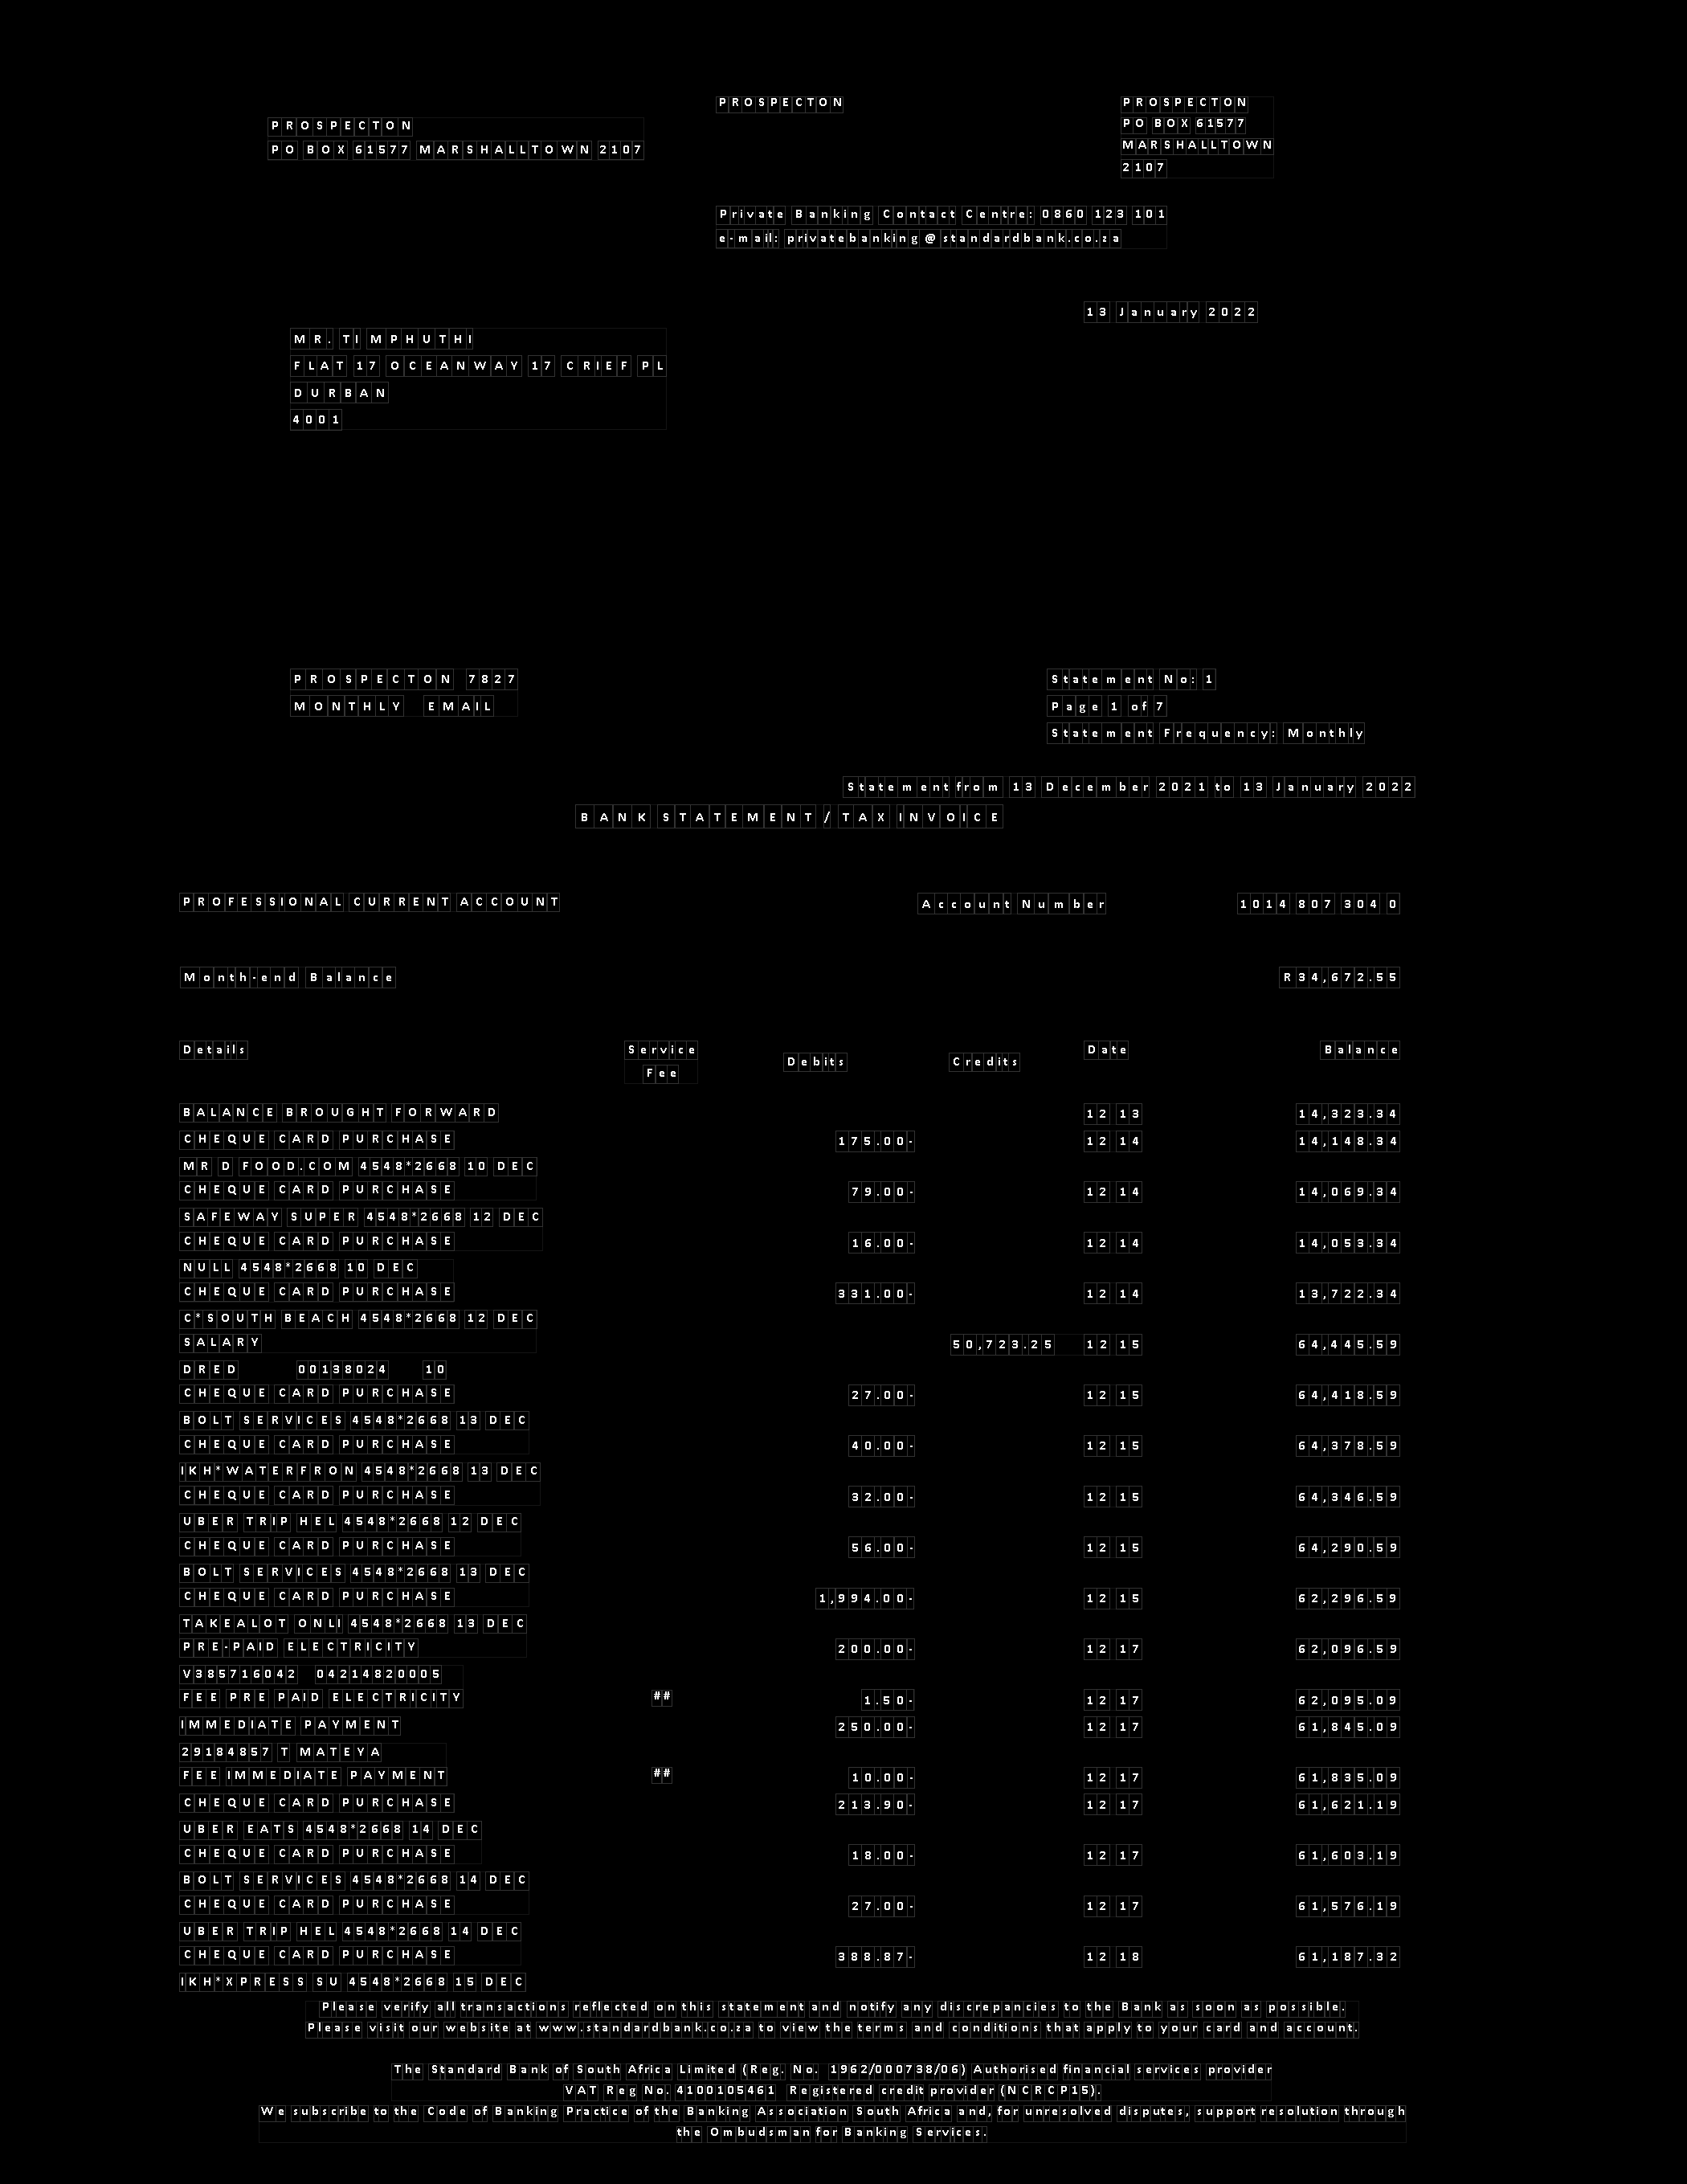 PROSPECTON
PROSPECTON
PO BOX 61577
MARSHALLTOWN
2107
PROSPECTON
PO BOX 61577 MARSHALLTOWN 2107
Private Banking Contact Centre: 0860 123 101
e-mail: privatebanking@standardbank.co.za
13 January 2022
MR. TI MPHUTHI
FLAT 17 OCEANWAY 17 CRIEF PL
DURBAN
4001
PROSPECTON 7827
MONTHLY EMAIL
Statement No: 1
Page 1 of 7
Statement Frequency: Monthly
Statement from 13 December 2021 to 13 January 2022
BANK STATEMENT / TAX INVOICE
PROFESSIONAL CURRENT ACCOUNT Account Number 1014 807 304 0
Month-end Balance R34,672.55
Details Service Fee Debits Credits Date Balance
BALANCE BROUGHT FORWARD 12 13 14,323.34
CHEQUE CARD PURCHASE 175.00- 12 14 14,148.34
MR D FOOD.COM 4548*2668 10 DEC
CHEQUE CARD PURCHASE 79.00- 12 14 14,069.34
SAFEWAY SUPER 4548*2668 12 DEC
CHEQUE CARD PURCHASE 16.00- 12 14 14,053.34
NULL 4548*2668 10 DEC
CHEQUE CARD PURCHASE 331.00- 12 14 13,722.34
C*SOUTH BEACH 4548*2668 12 DEC
SALARY 50,723.25 12 15 64,445.59
DRED 00138024 10
CHEQUE CARD PURCHASE 27.00- 12 15 64,418.59
BOLT SERVICES 4548*2668 13 DEC
CHEQUE CARD PURCHASE 40.00- 12 15 64,378.59
IKH*WATERFRON 4548*2668 13 DEC
CHEQUE CARD PURCHASE 32.00- 12 15 64,346.59
UBER TRIP HEL 4548*2668 12 DEC
CHEQUE CARD PURCHASE 56.00- 12 15 64,290.59
BOLT SERVICES 4548*2668 13 DEC
CHEQUE CARD PURCHASE 1,994.00- 12 15 62,296.59
TAKEALOT ONLI 4548*2668 13 DEC
PRE-PAID ELECTRICITY 200.00- 12 17 62,096.59
V385716042 04214820005
FEE PRE PAID ELECTRICITY ## 1.50- 12 17 62,095.09
IMMEDIATE PAYMENT 250.00- 12 17 61,845.09
29184857 T MATEYA
FEE IMMEDIATE PAYMENT ## 10.00- 12 17 61,835.09
CHEQUE CARD PURCHASE 213.90- 12 17 61,621.19
UBER EATS 4548*2668 14 DEC
CHEQUE CARD PURCHASE 18.00- 12 17 61,603.19
BOLT SERVICES 4548*2668 14 DEC
CHEQUE CARD PURCHASE 27.00- 12 17 61,576.19
UBER TRIP HEL 4548*2668 14 DEC
CHEQUE CARD PURCHASE 388.87- 12 18 61,187.32
IKH*XPRESS SU 4548*2668 15 DEC
Please verify all transactions reflected on this statement and notify any discrepancies to the Bank as soon as possible.
Please visit our website at www.standardbank.co.za to view the terms and conditions that apply to your card and account.
The Standard Bank of South Africa Limited (Reg. No. 1962/000738/06) Authorised financial services provider
VAT Reg No. 4100105461 Registered credit provider (NCRCP15).
We subscribe to the Code of Banking Practice of the Banking Association South Africa and, for unresolved disputes, support resolution through
the Ombudsman for Banking Services.